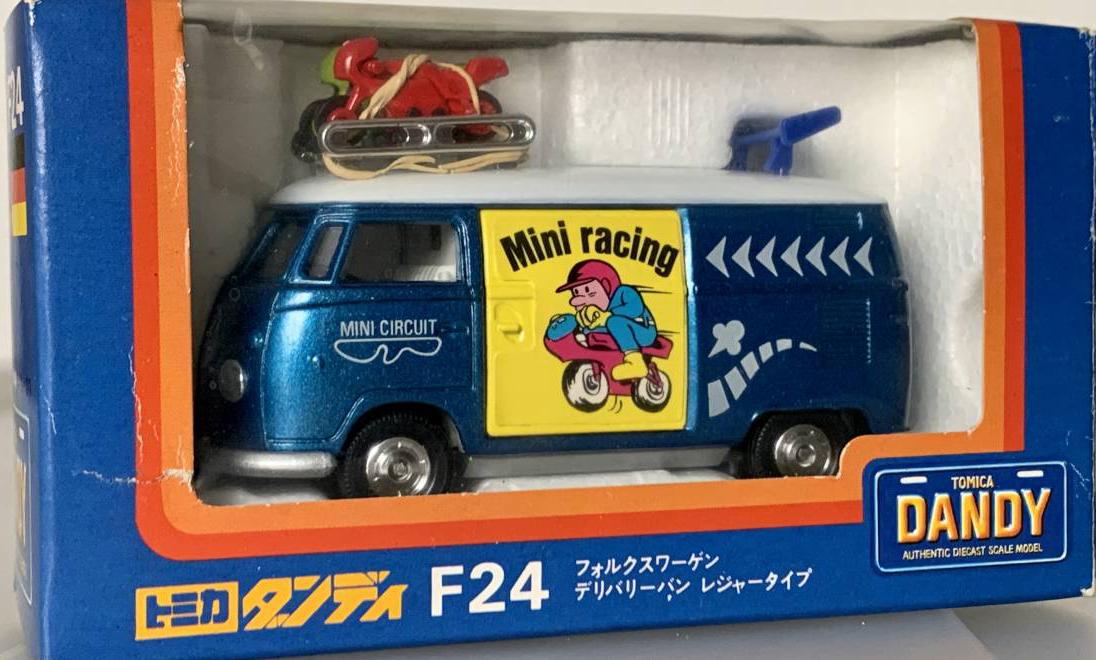 F24
Mini racing
MINI CIRCUIT
TOMICA
DANDY
AUTHENTIC DIECAST SCALE MODEL
トミカ ダンディ F24
フォルクスワーゲン
デリバリーバン レジャータイプ